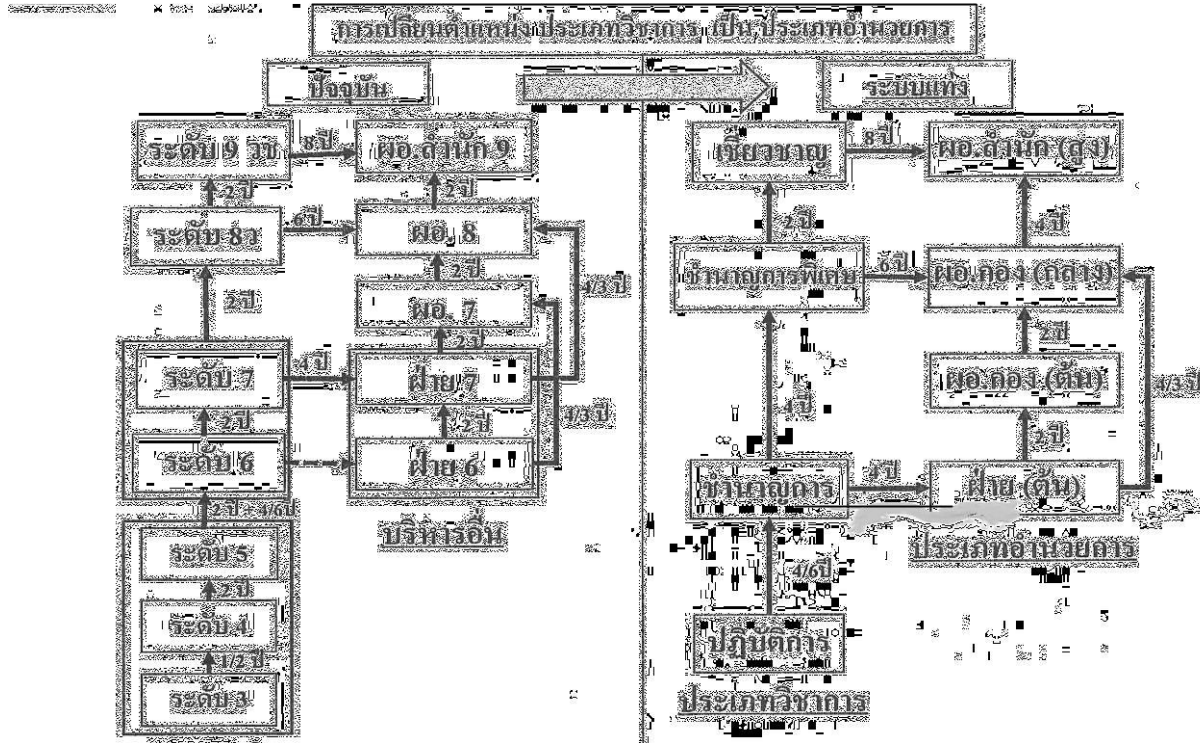 การเปลี่ยนตำแหน่ง ประเภทวิชาการ เป็น ประเภทอำนวยการ
ปัจจุบัน
ระบบแท่ง
ระดับ 9 วช
8 ปี
ผอ.สำนัก 9
2 ปี
2 ปี
ระดับ 8ว
6 ปี
ผอ. 8
2 ปี
2 ปี
4/3 ปี
ผอ. 7
2 ปี
ระดับ 7
4 ปี
ฝ่าย 7
2 ปี
2 ปี
4/3 ปี
ระดับ 6
ฝ่าย 6
2 ปี - 4/6ปี
บริหารอื่น
ระดับ 5
2 ปี
ระดับ 4
1/2 ปี
ระดับ 3
เชี่ยวชาญ
8 ปี
ผอ.สำนัก (สูง)
2 ปี
4 ปี
ชำนาญการพิเศษ
6 ปี
ผอ.กอง (กลาง)
2 ปี
ผอ.กอง (ต้น)
4/3 ปี
4 ปี
2 ปี
ชำนาญการ
4 ปี
ฝ่าย (ต้น)
ประเภทอำนวยการ
4/6ปี
ปฏิบัติการ
ประเภทวิชาการ